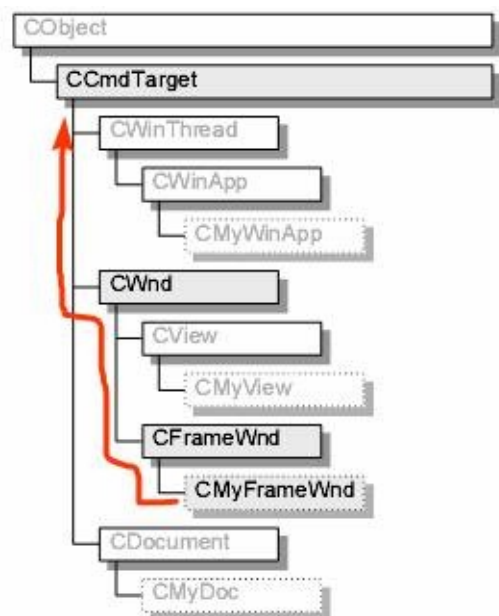 CObject
CCmdTarget
CWinThread
CWinApp
CMyWinApp
CWnd
CView
CMyView
CFrameWnd
CMyFrameWnd
CDocument
CMyDoc